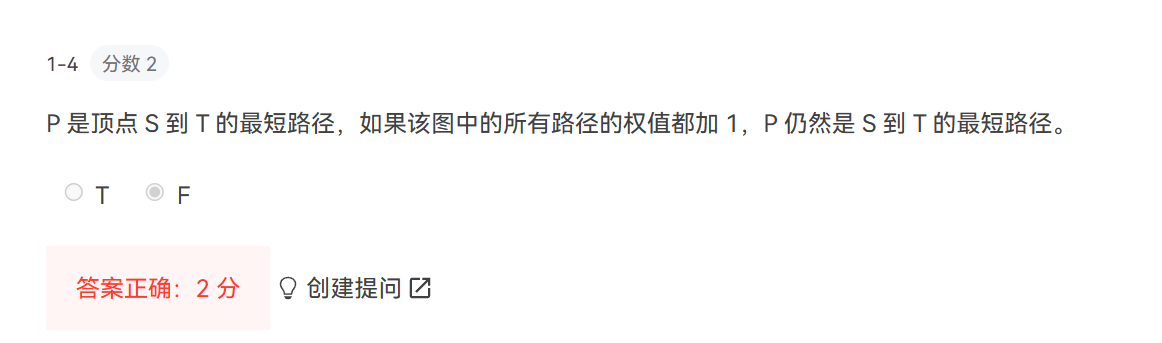 1-4 分数 2
P 是顶点 S 到 T 的最短路径，如果该图中的所有路径的权值都加 1，P 仍然是 S 到 T 的最短路径。
T F
答案正确：2 分 创建提问